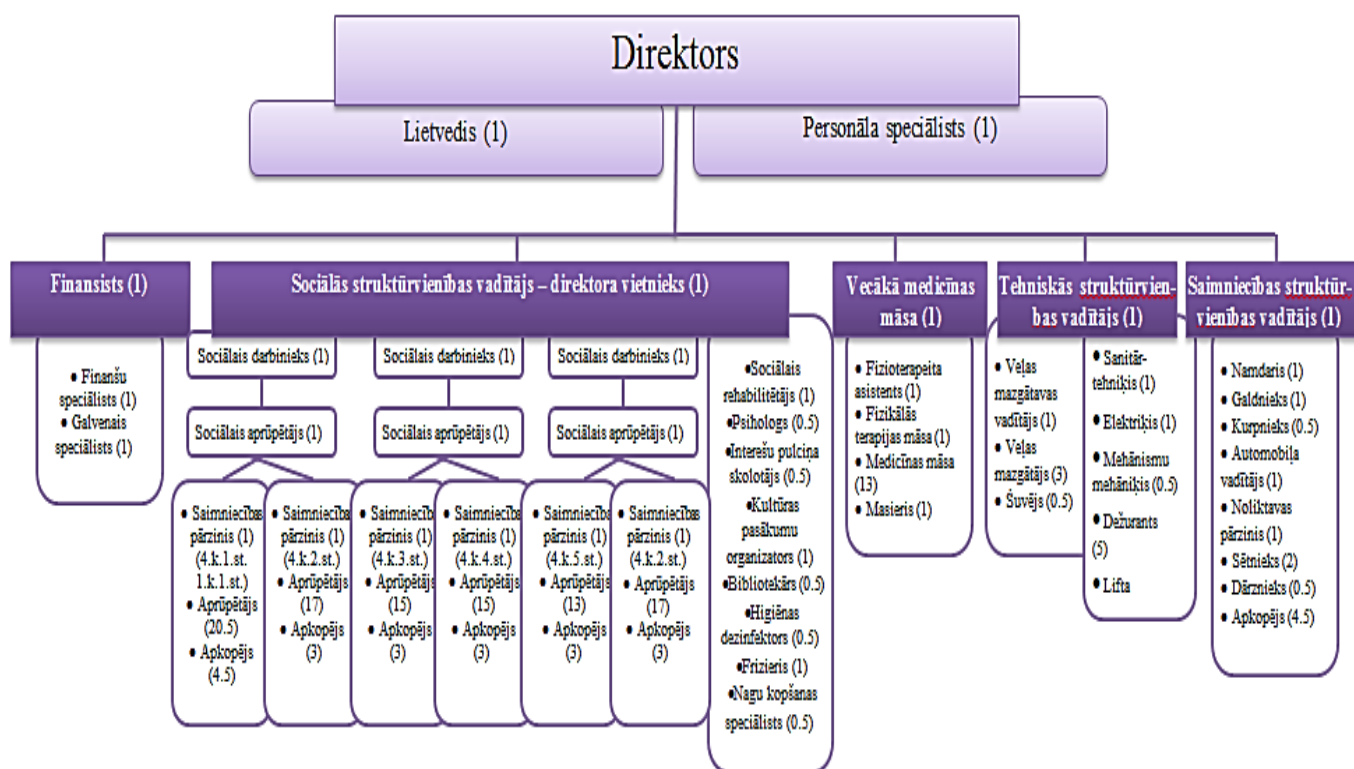 Direktors
Lietvedis (1)
Personāla speciālists (1)
Finansists (1)
Sociālās struktūrvienības vadītājs – direktora vietnieks (1)
Vecākā medicīnas
māsa (1)
Tehniskās struktūrvien-
bas vadītājs (1)
Saimniecības struktūr-
vienības vadītājs (1)
• Finanšu
speciālists (1)
• Galvenais
speciālists (1)
Sociālais darbinieks (1)
Sociālais aprūpētājs (1)
Sociālais darbinieks (1)
Sociālais aprūpētājs (1)
Sociālais darbinieks (1)
Sociālais aprūpētājs (1)
• Saimniecības
pārzinis (1)
(4.k.1.st.
1.k.1.st.)
• Aprūpētājs
(20.5)
• Apkopējs
(4.5)
• Saimniecības
pārzinis (1)
(4.k.2.st.)
• Aprūpētājs
(17)
• Apkopējs
(3)
• Saimniecības
pārzinis (1)
(4.k.3.st.)
• Aprūpētājs
(15)
• Apkopējs
(3)
• Saimniecības
pārzinis (1)
(4.k.4.st.)
• Aprūpētājs
(15)
• Apkopējs
(3)
• Saimniecības
pārzinis (1)
(4.k.5.st.)
• Aprūpētājs
(13)
• Apkopējs
(3)
• Saimniecības
pārzinis (1)
(4.k.2.st.)
• Aprūpētājs
(17)
• Apkopējs
(3)
•Sociālais
rehabilitētājs (1)
•Psihologs (0.5)
•Interešu pulciņa
skolotājs (0.5)
•Kultūras
pasākumu
organizators (1)
•Bibliotekārs (0.5)
•Higiēnas
dezinfektors (0.5)
•Frizieris (1)
•Nagu kopšanas
speciālists (0.5)
• Fizioterapeita
asistents (1)
• Fizikālās
terapijas māsa (1)
• Medicīnas māsa
(13)
• Masieris (1)
• Veļas
mazgātavas
vadītājs (1)
• Veļas
mazgātājs (3)
• Šuvējs (0.5)
• Sanitār-
tehniķis (1)
• Elektriķis (1)
• Mehānismu
mehāniķis (0.5)
• Dežurants
(5)
• Lifta
• Namdaris (1)
• Galdnieks (1)
• Kurpnieks (0.5)
• Automobiļa
vadītājs (1)
• Noliktavas
pārzinis (1)
• Sētnieks (2)
• Dārznieks (0.5)
• Apkopējs (4.5)